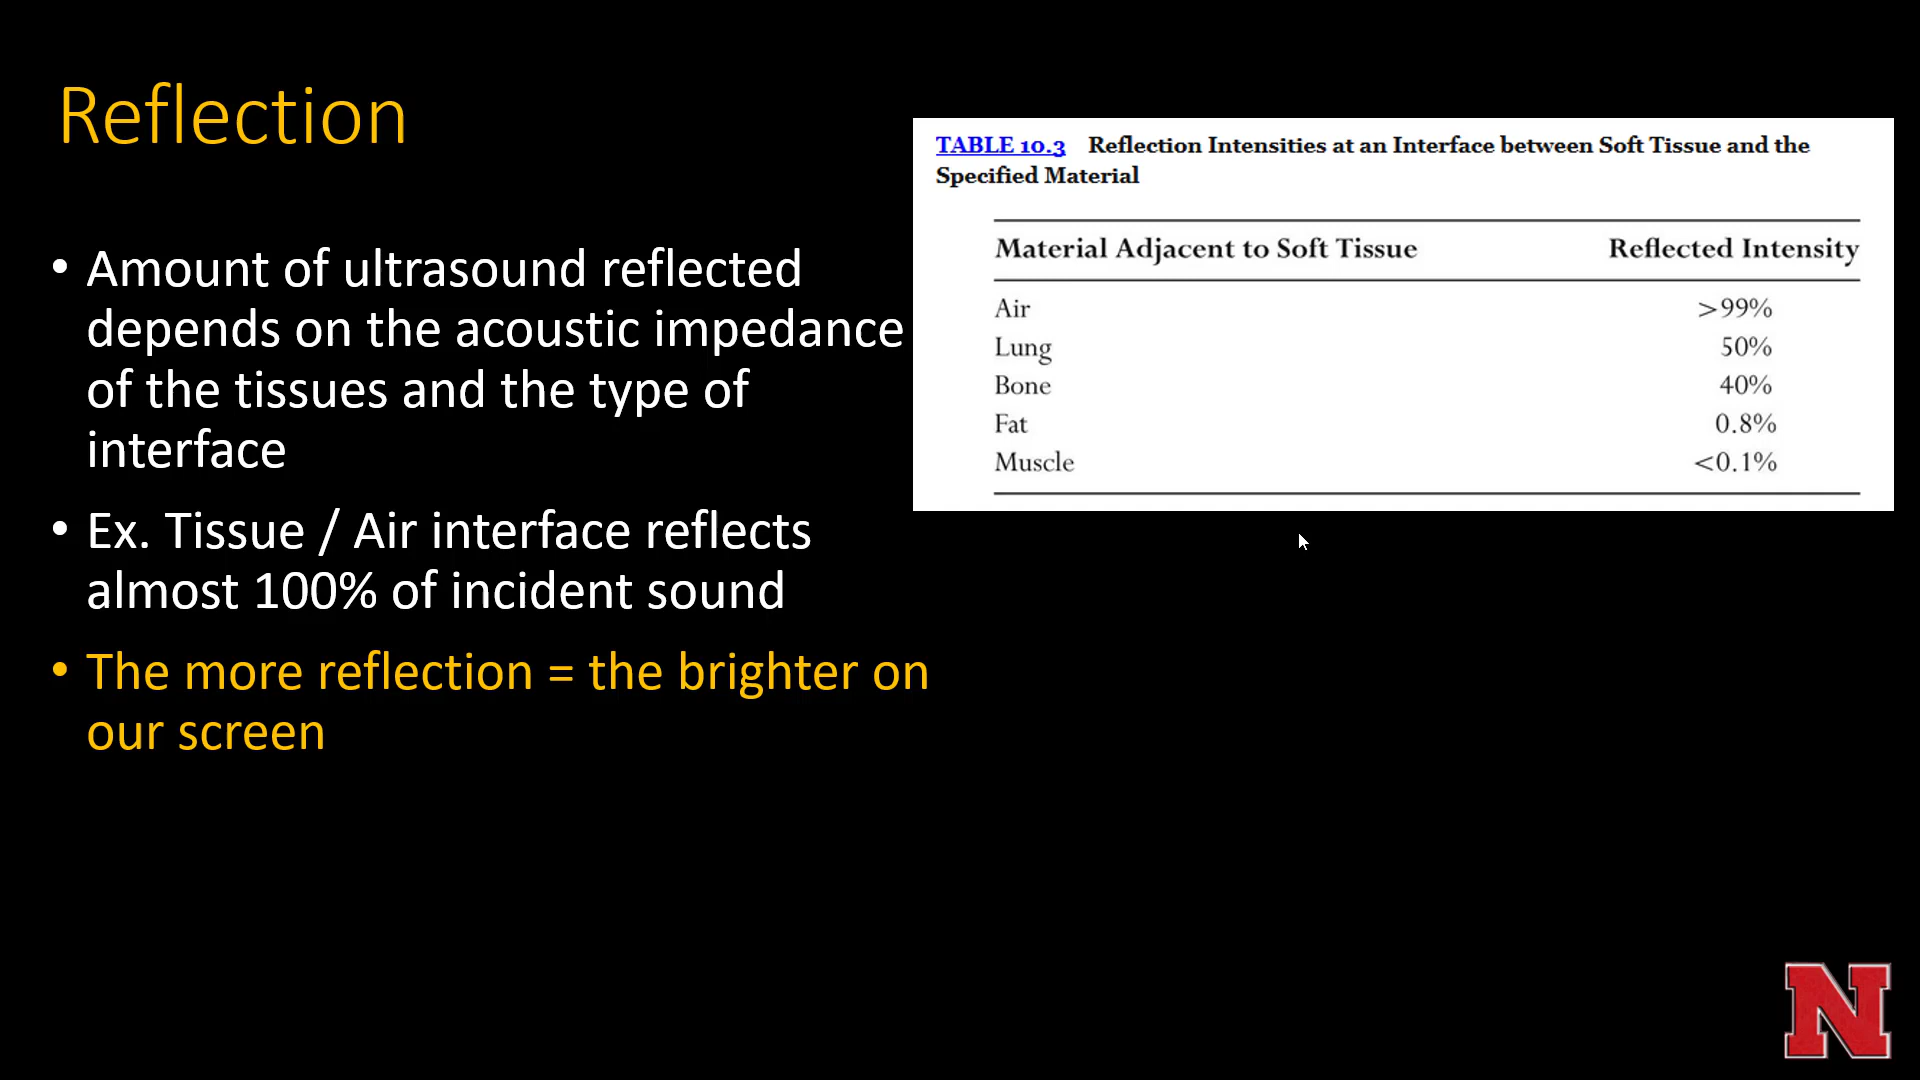 Reflection
• Amount of ultrasound reflected
depends on the acoustic impedance
of the tissues and the type of
interface
• Ex. Tissue / Air interface reflects
almost 100% of incident sound
• The more reflection = the brighter on
our screen
TABLE 10.3 Reflection Intensities at an Interface between Soft Tissue and the
Specified Material
Material Adjacent to Soft Tissue Reflected Intensity
Air >99%
Lung 50%
Bone 40%
Fat 0.8%
Muscle <0.1%
N